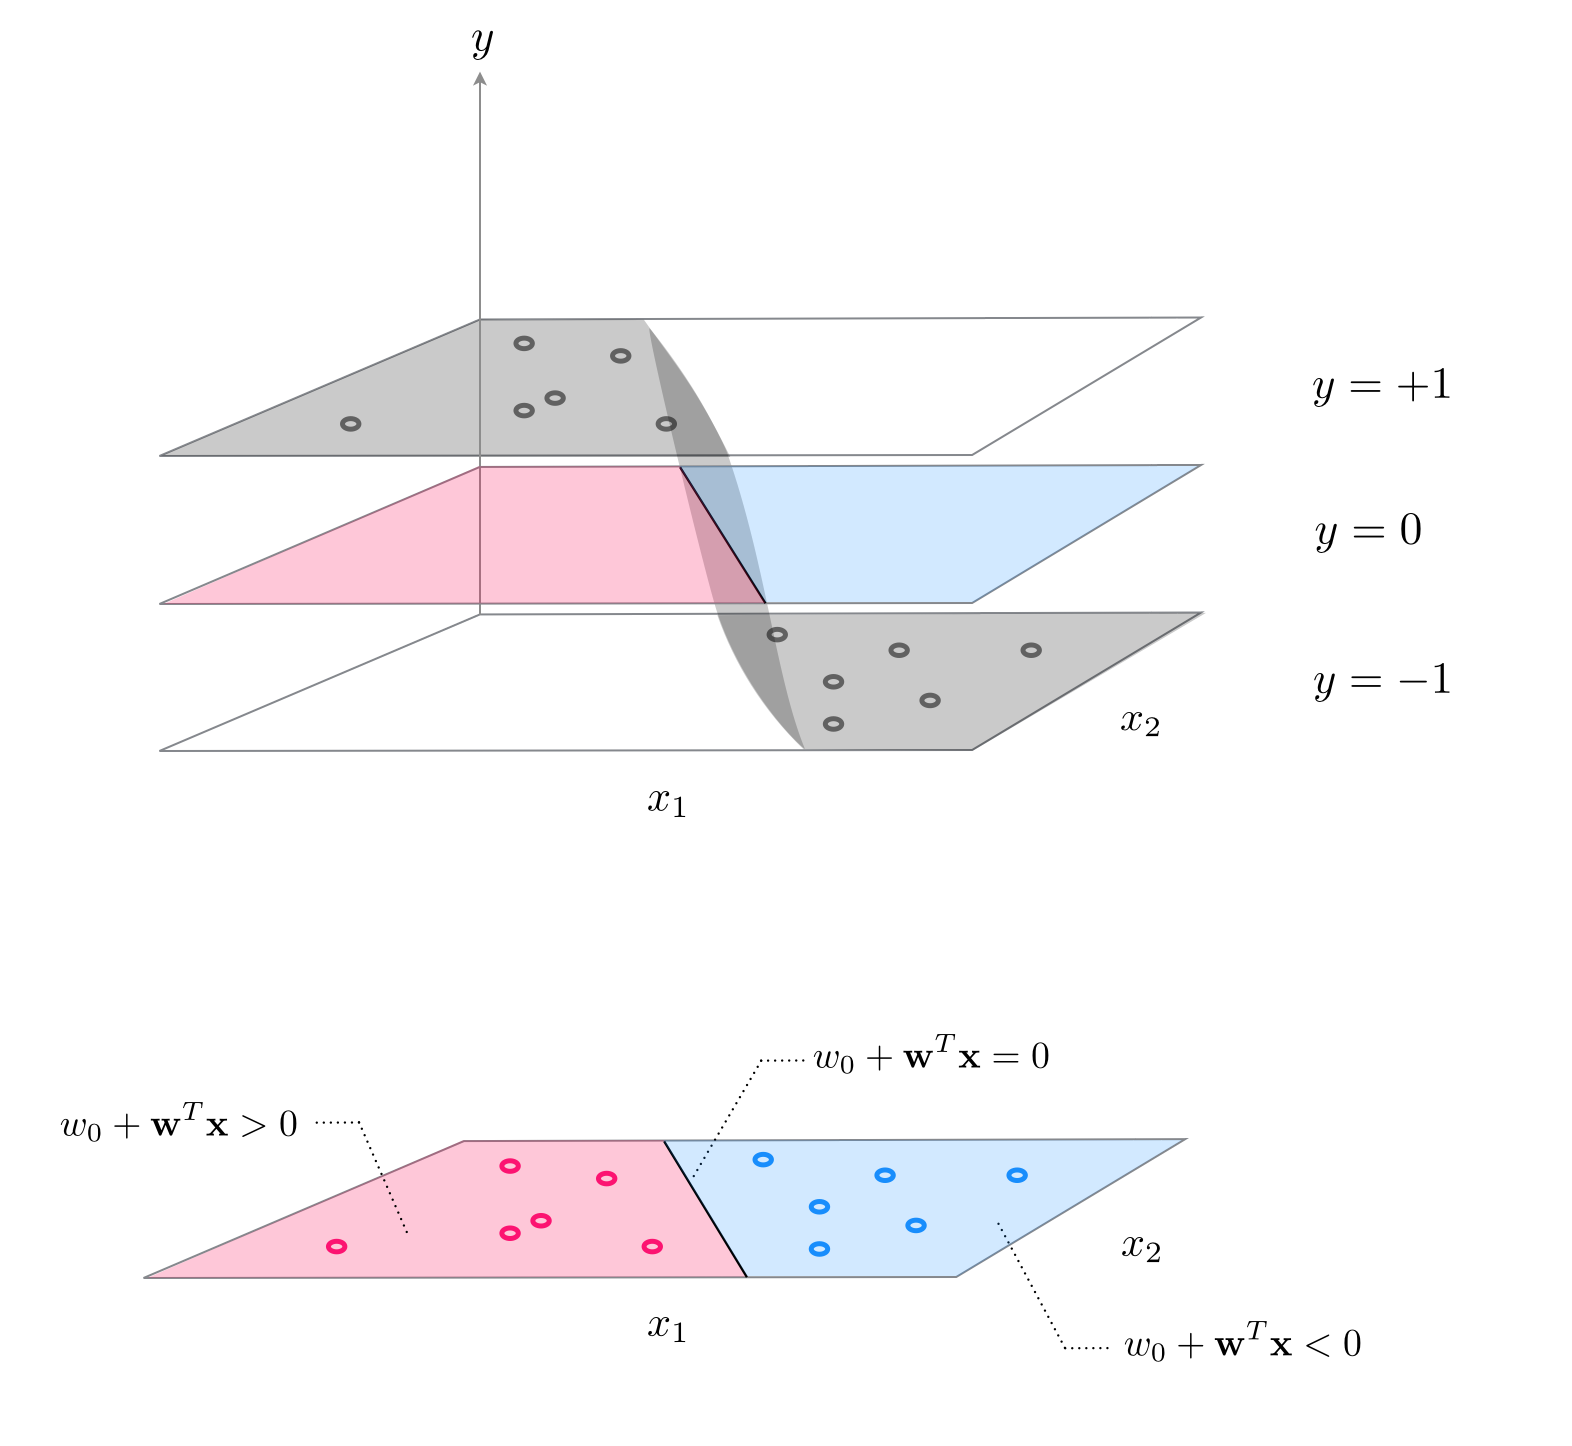 y
y = +1
y = 0
y = −1
x₂
x₁
w₀ + wᵀx = 0
w₀ + wᵀx > 0
x₂
x₁
w₀ + wᵀx < 0